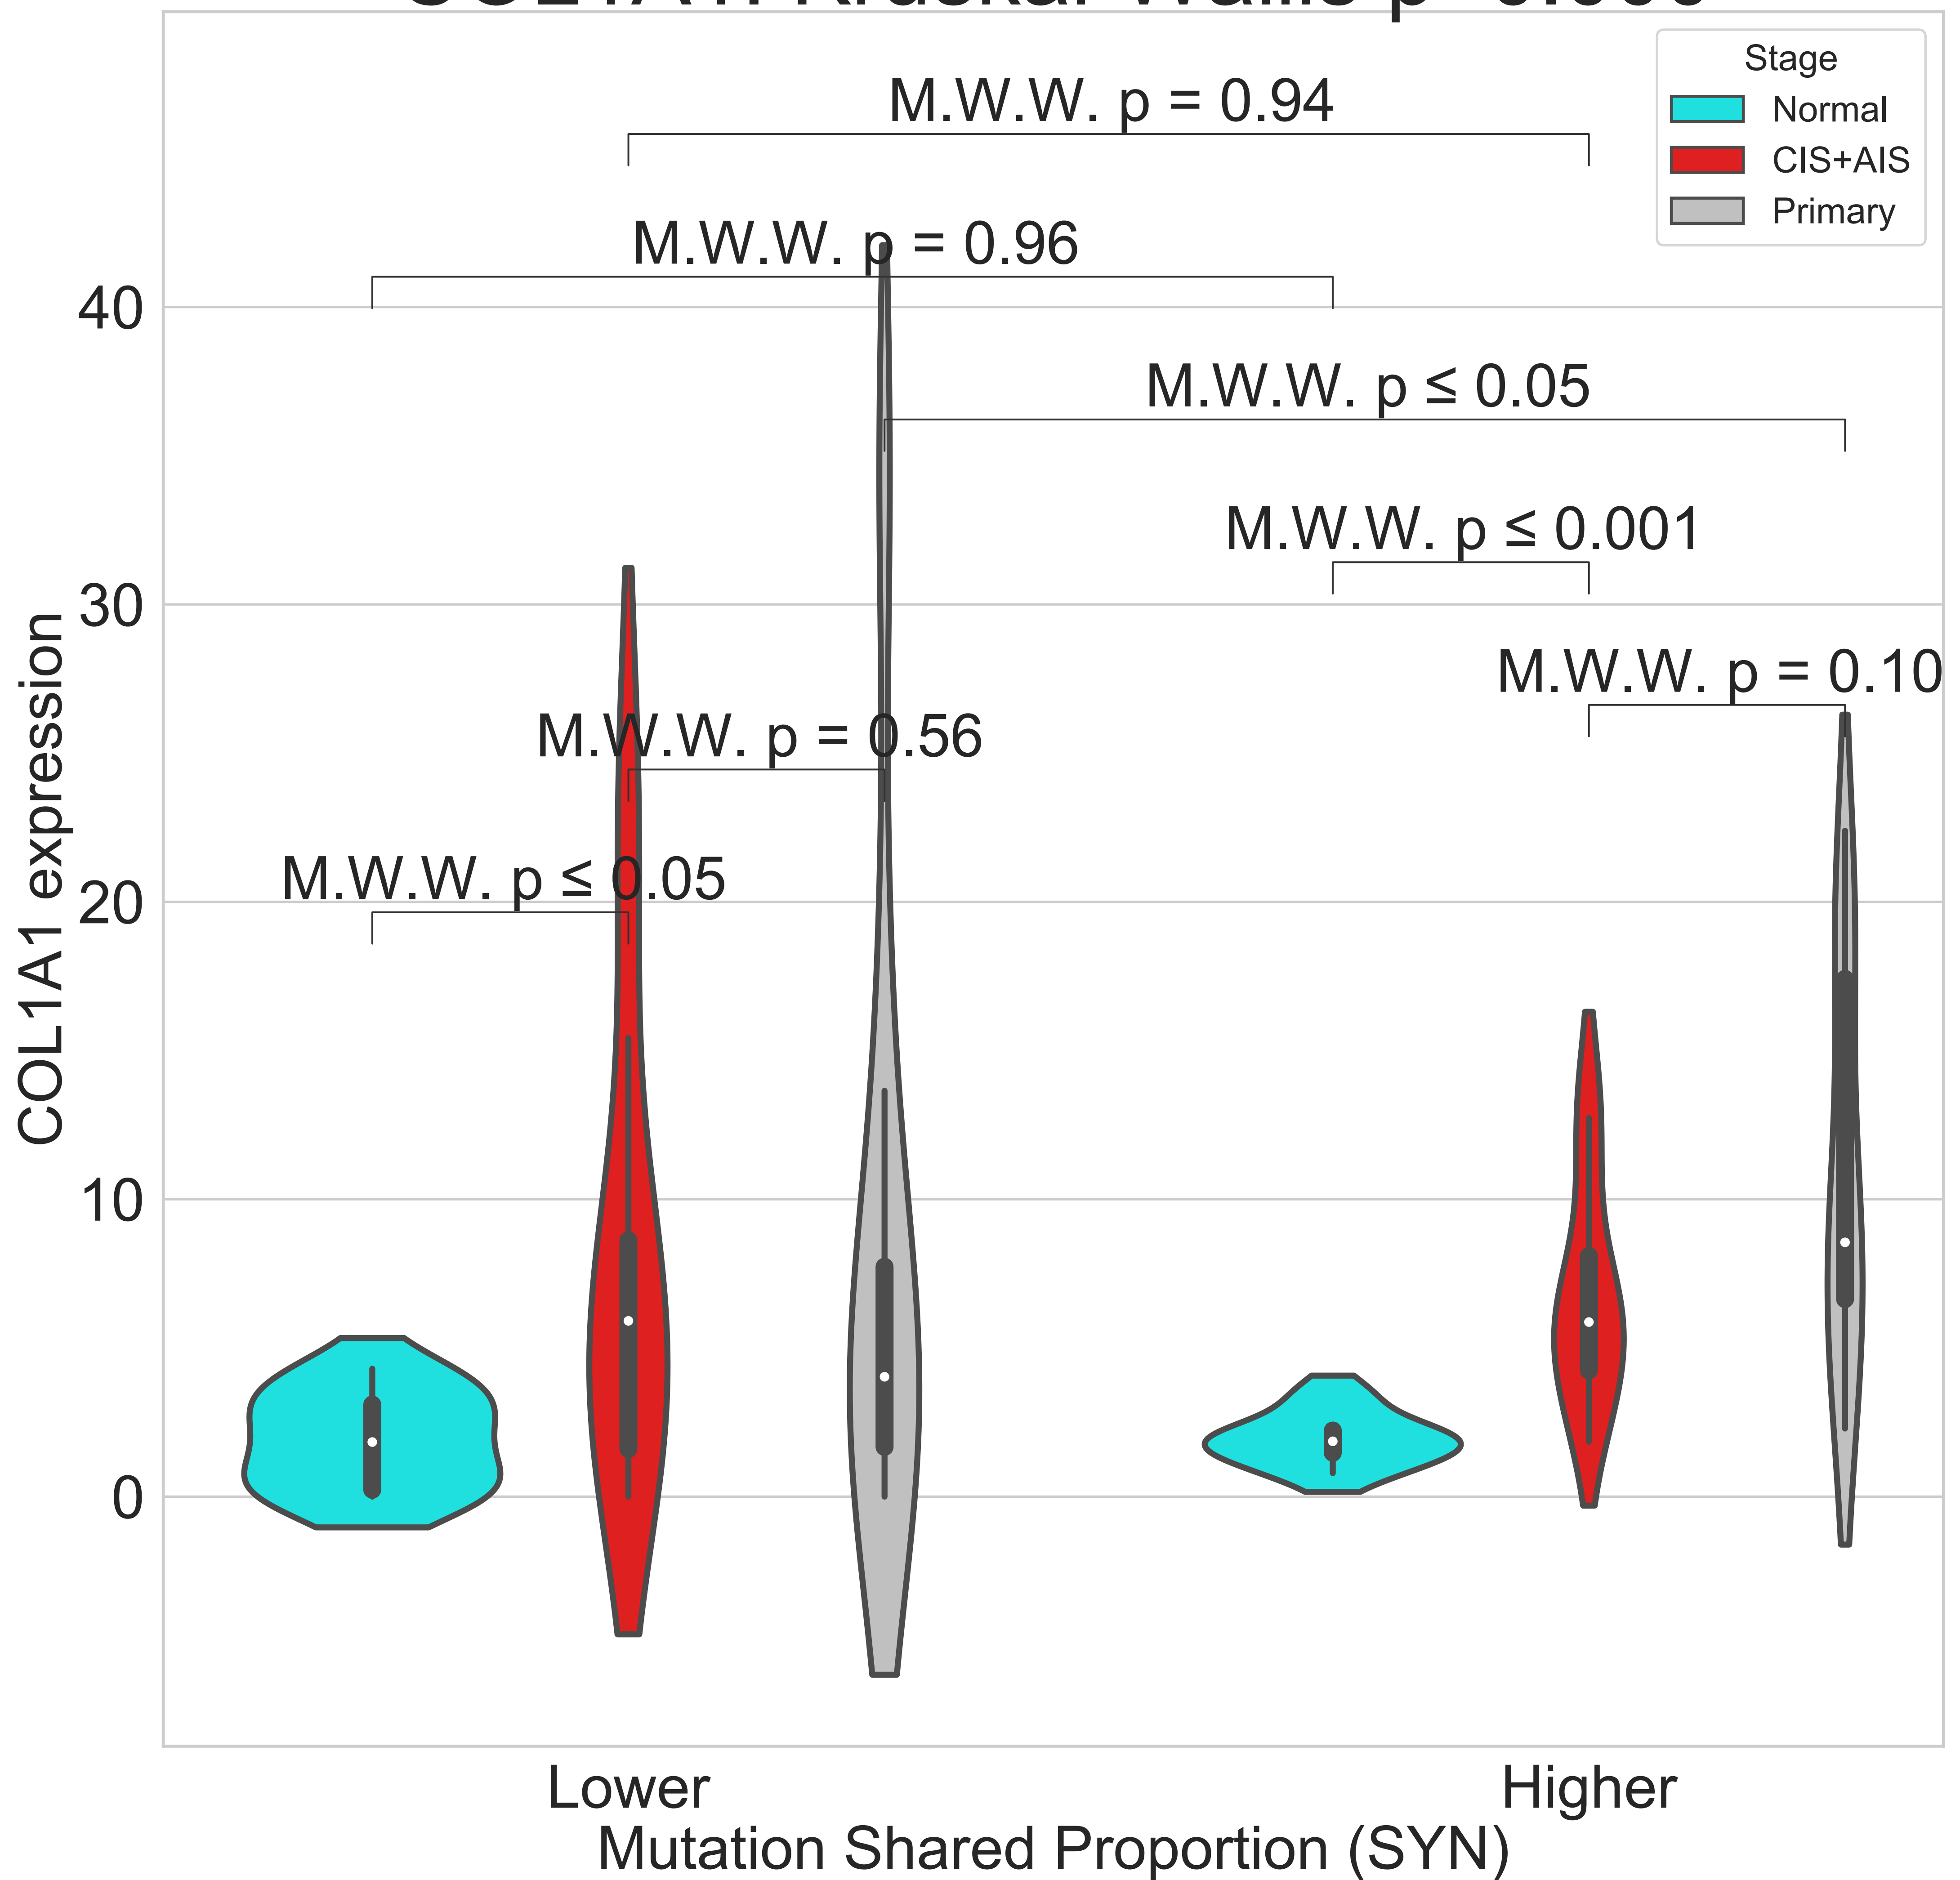 Stage
Normal
CIS+AIS
Primary
M.W.W. p = 0.94
M.W.W. p = 0.96
M.W.W. p ≤ 0.05
M.W.W. p ≤ 0.001
M.W.W. p = 0.10
M.W.W. p = 0.56
M.W.W. p ≤ 0.05
40
30
20
10
0
COL1A1 expression
Lower
Higher
Mutation Shared Proportion (SYN)